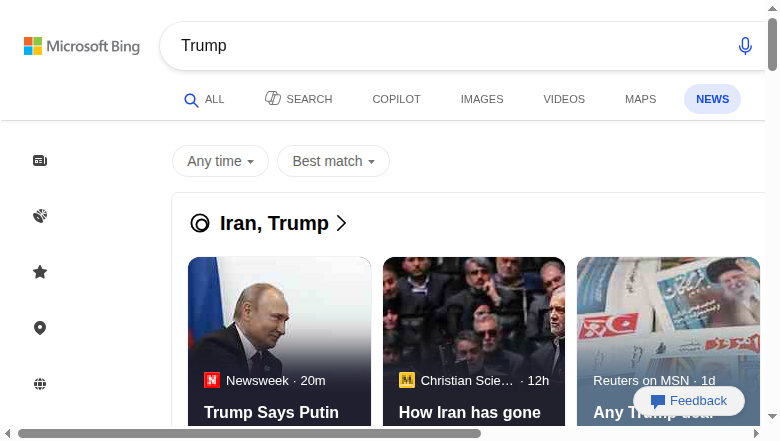 Microsoft Bing
Trump
ALL
SEARCH
COPILOT
IMAGES
VIDEOS
MAPS
NEWS
Any time
Best match
Iran, Trump
Newsweek · 20m
Trump Says Putin
Christian Scie... · 12h
How Iran has gone
Reuters on MSN · 1d
Any Trump deal
Feedback